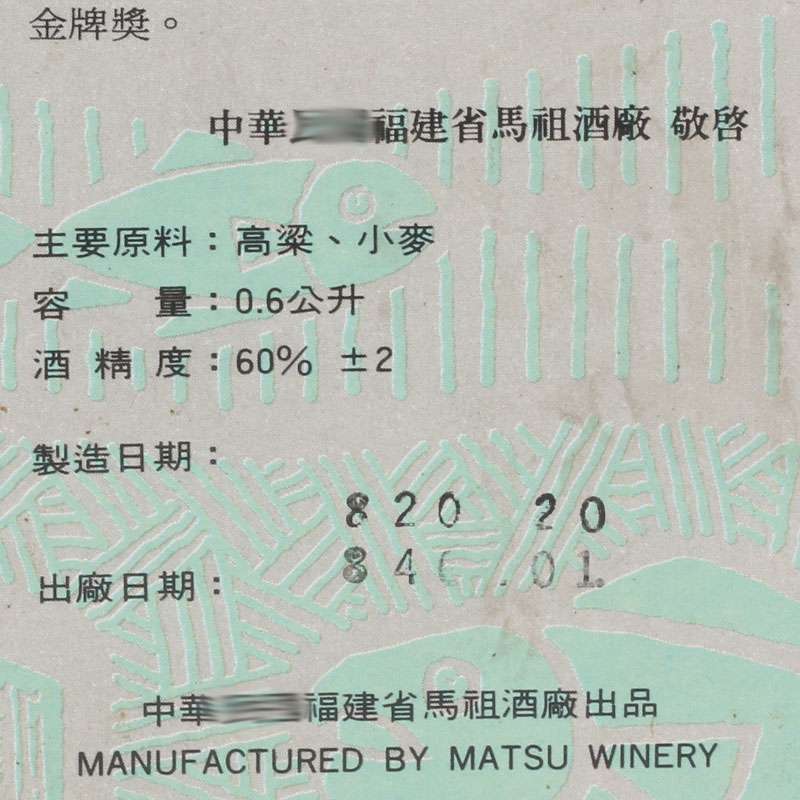 金牌獎。
中華福建省馬祖酒廠 敬啓
主要原料：高粱、小麥
容　　量：0.6公升
酒 精 度：60% ±2
製造日期：
820 20
84 01
出廠日期：
中華福建省馬祖酒廠出品
MANUFACTURED BY MATSU WINERY